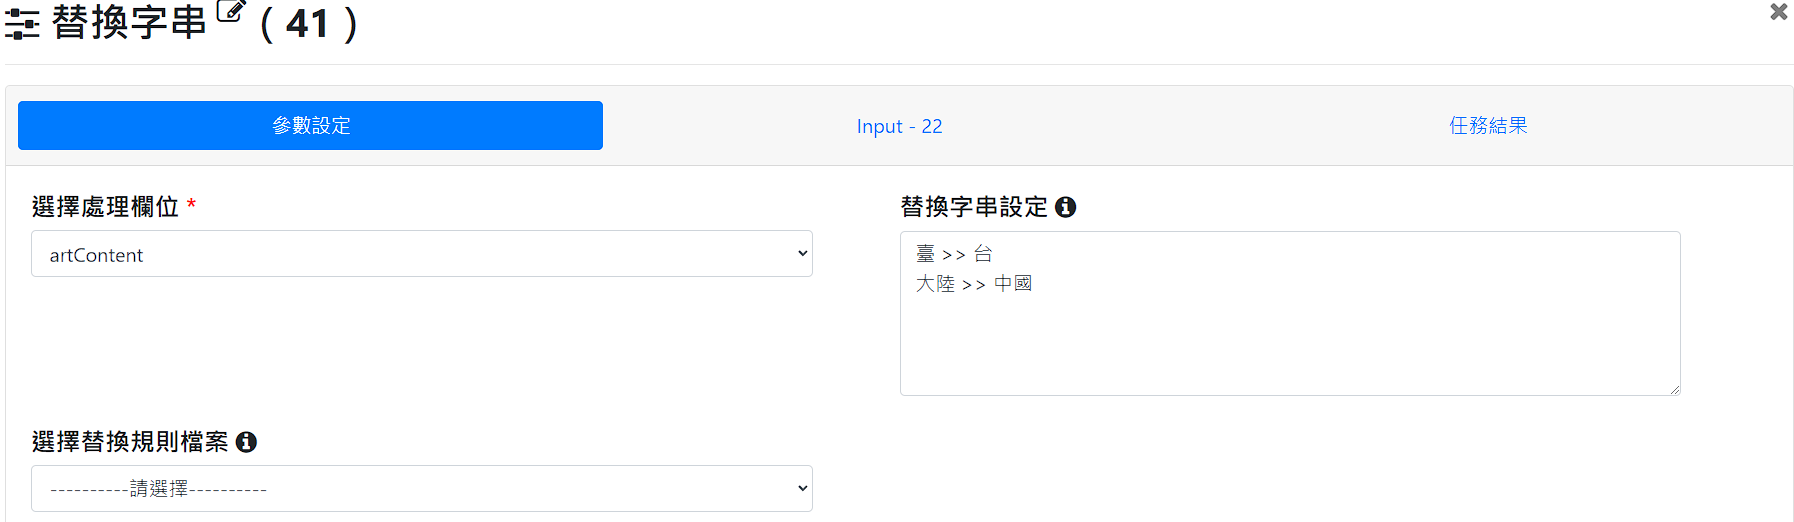 替換字串 ( 41 )
參數設定
Input - 22
任務結果
選擇處理欄位 *
artContent
替換字串設定
臺 >> 台
大陸 >> 中國
選擇替換規則檔案
----------請選擇----------